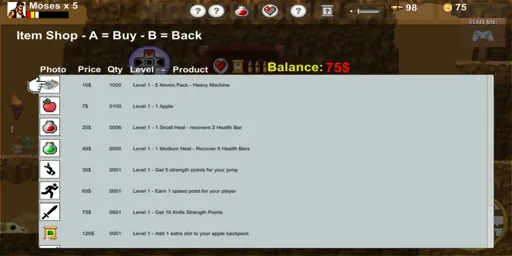 Moses x 5
? ? ? ? 98 75
READ ME
Item Shop - A = Buy - B = Back
Photo Price Qty Level - Product Balance: 75$
10$ 1000 Level 1 - 5 Ammo Pack - Heavy Machine
7$ 0100 Level 1 - 1 Apple
25$ 0006 Level 1 - 1 Small Heal - recovers 2 Health Bar
45$ 0005 Level 1 - 1 Medium Heal - Recover 5 Health Bars
35$ 0001 Level 1 - Get 5 strength points for your jump
65$ 0001 Level 1 - Earn 1 speed point for your player
75$ 0001 Level 1 - Get 10 Knife Strength Points
120$ 0001 Level 1 - Add 1 extra slot to your apple backpack